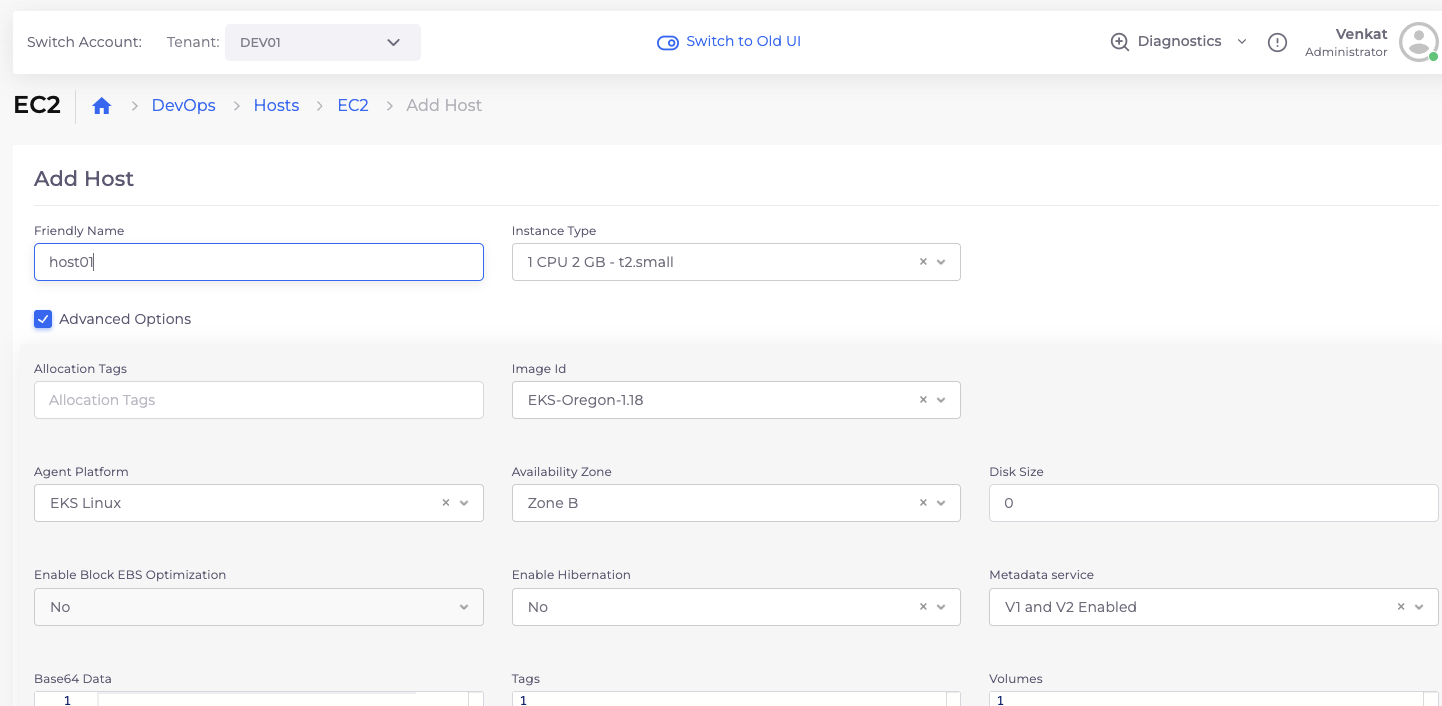 Switch Account: Tenant: DEV01 Switch to Old UI Diagnostics Venkat
Administrator
EC2 DevOps Hosts EC2 Add Host
Add Host
Friendly Name Instance Type
host01 1 CPU 2 GB - t2.small
Advanced Options
Allocation Tags Image Id
Allocation Tags EKS-Oregon-1.18
Agent Platform Availability Zone Disk Size
EKS Linux Zone B 0
Enable Block EBS Optimization Enable Hibernation Metadata service
No No V1 and V2 Enabled
Base64 Data Tags Volumes
1 1 1